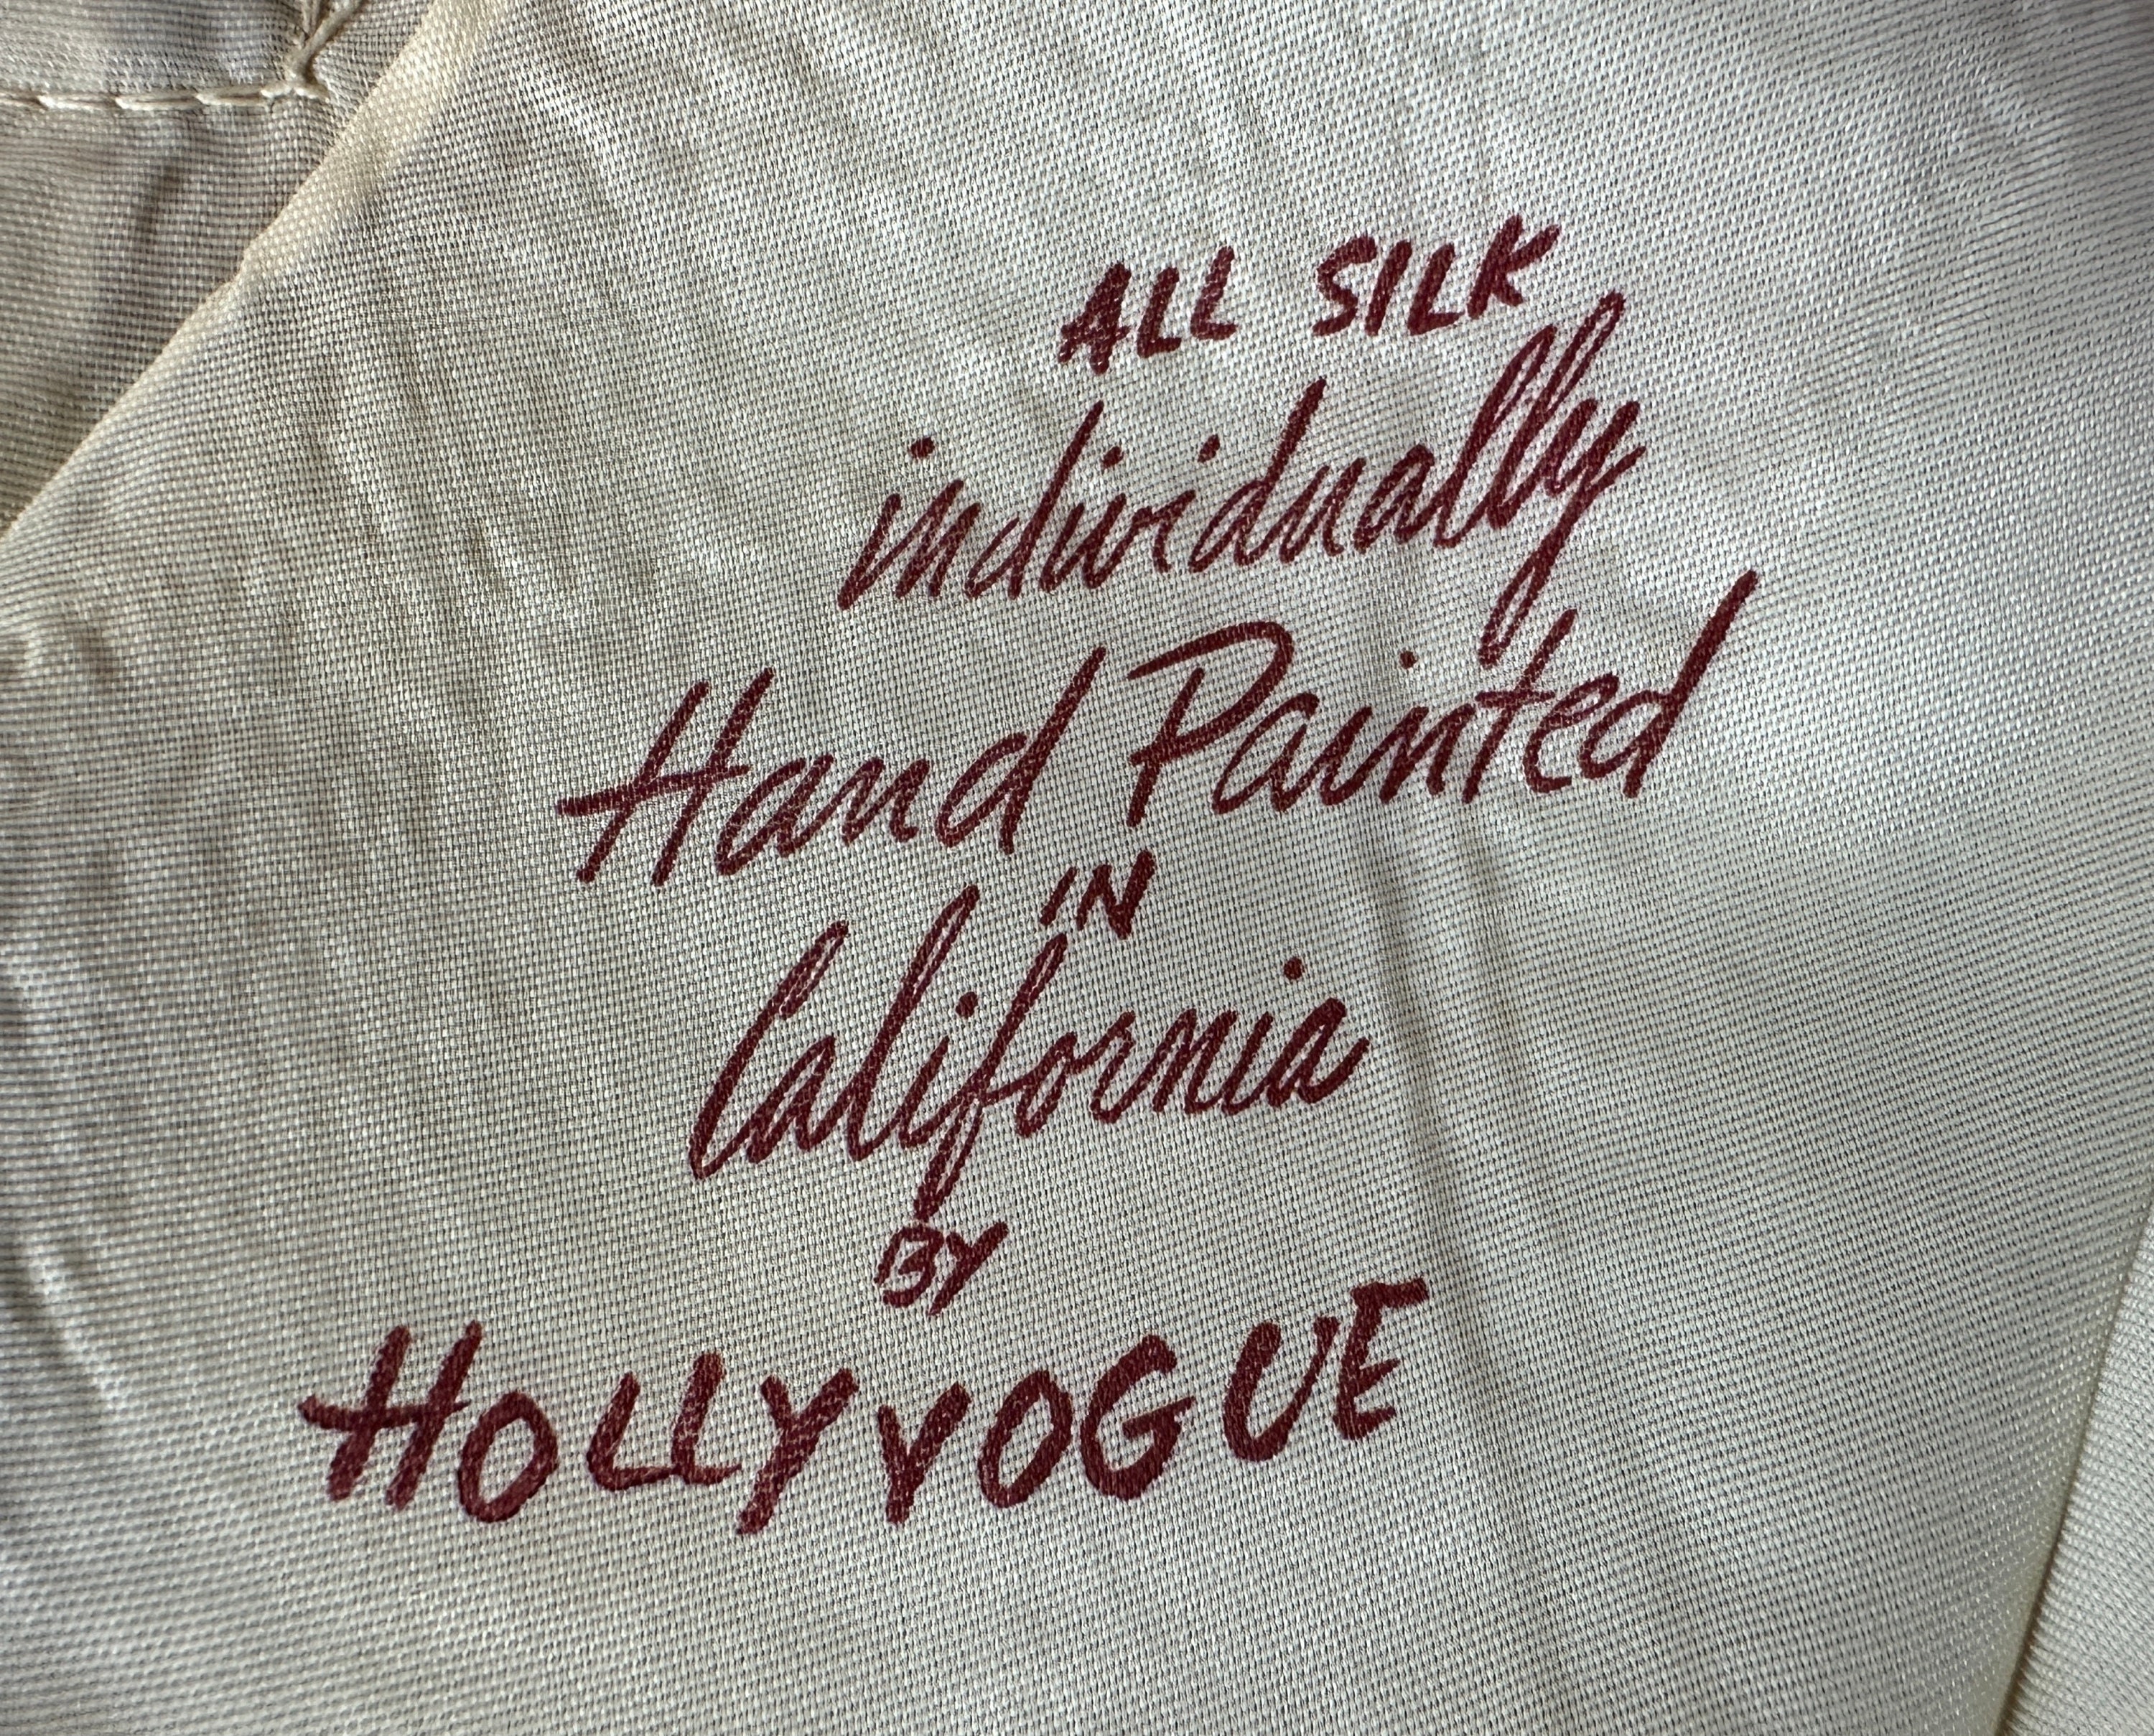 ALL SILK
individually
Hand Painted
IN
California
BY
HOLLYVOGUE